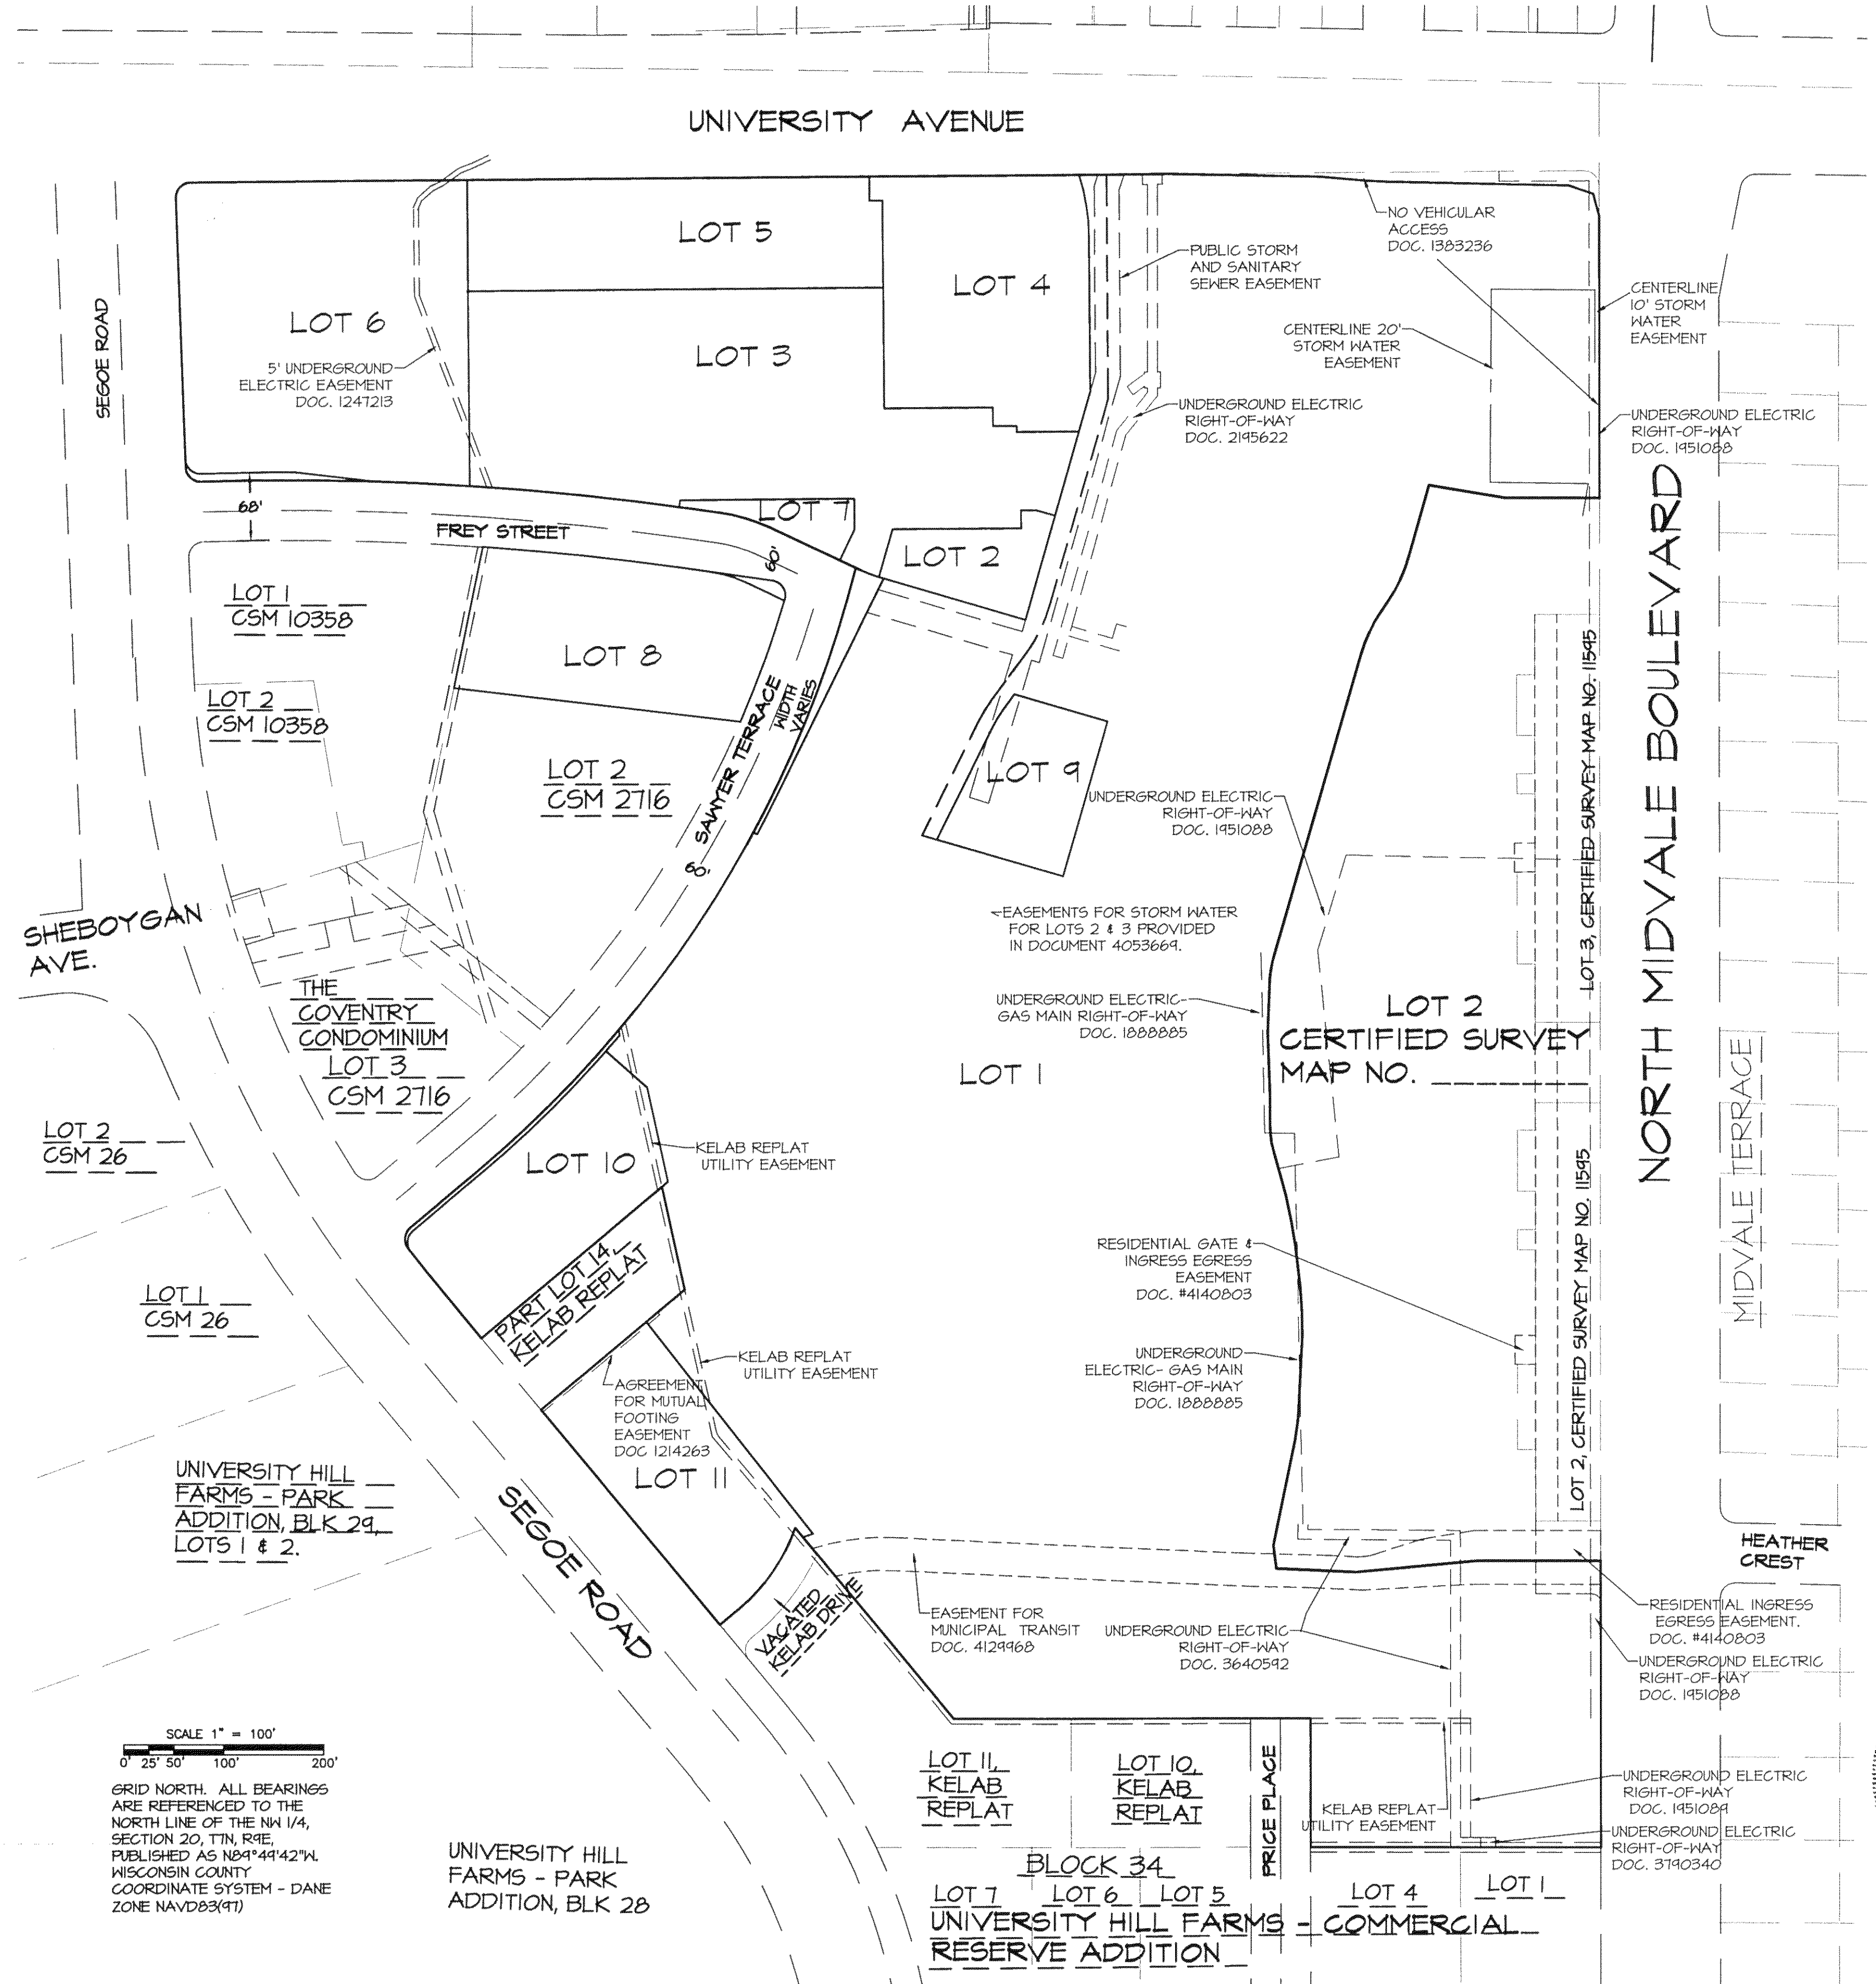 UNIVERSITY AVENUE
NO VEHICULAR
ACCESS
DOC. 1383236
LOT 5
PUBLIC STORM
AND SANITARY
SEWER EASEMENT
LOT 4
CENTERLINE
10' STORM
WATER
EASEMENT
LOT 6
CENTERLINE 20'
STORM WATER
EASEMENT
LOT 3
SEGOE ROAD
5' UNDERGROUND
ELECTRIC EASEMENT
DOC. 1247213
UNDERGROUND ELECTRIC
RIGHT-OF-WAY
DOC. 2195622
UNDERGROUND ELECTRIC
RIGHT-OF-WAY
DOC. 1951088
68'
FREY STREET
LOT 7
60'
LOT 2
LOT 1
CSM 10358
LOT 8
LOT 2
CSM 10358
LOT 2
CSM 2716
SAWYER TERRACE
WIDTH
VARIES
60'
LOT 9
UNDERGROUND ELECTRIC
RIGHT-OF-WAY
DOC. 1951088
LOT 3, CERTIFIED SURVEY MAP NO. 11595
NORTH MIDVALE BOULEVARD
SHEBOYGAN
AVE.
EASEMENTS FOR STORM WATER
FOR LOTS 2 & 3 PROVIDED
IN DOCUMENT 4053669.
THE
COVENTRY
CONDOMINIUM
LOT 3
CSM 2716
UNDERGROUND ELECTRIC-
GAS MAIN RIGHT-OF-WAY
DOC. 1888885
LOT 2
CERTIFIED SURVEY
MAP NO. ____________
LOT 1
MIDVALE TERRACE
LOT 2
CSM 26
LOT 10
KELAB REPLAT
UTILITY EASEMENT
LOT 2, CERTIFIED SURVEY MAP NO. 11595
PART LOT 14,
KELAB REPLAT
RESIDENTIAL GATE &
INGRESS EGRESS
EASEMENT
DOC. #4140803
LOT 1
CSM 26
KELAB REPLAT
UTILITY EASEMENT
AGREEMENT
FOR MUTUAL
FOOTING
EASEMENT
DOC 1214263
UNDERGROUND
ELECTRIC- GAS MAIN
RIGHT-OF-WAY
DOC. 1888885
LOT 11
UNIVERSITY HILL
FARMS - PARK
ADDITION, BLK 29,
LOTS 1 & 2.
SEGOE ROAD
HEATHER
CREST
VACATED
KELAB DRIVE
EASEMENT FOR
MUNICIPAL TRANSIT
DOC. 4129968
UNDERGROUND ELECTRIC
RIGHT-OF-WAY
DOC. 3640592
RESIDENTIAL INGRESS
EGRESS EASEMENT.
DOC. #4140803
UNDERGROUND ELECTRIC
RIGHT-OF-WAY
DOC. 1951088
SCALE 1" = 100'
0' 25' 50' 100' 200'
GRID NORTH. ALL BEARINGS
ARE REFERENCED TO THE
NORTH LINE OF THE NW 1/4,
SECTION 20, T7N, R9E,
PUBLISHED AS N89°49'42"W.
WISCONSIN COUNTY
COORDINATE SYSTEM - DANE
ZONE NAVD83(97)
UNIVERSITY HILL
FARMS - PARK
ADDITION, BLK 28
LOT 11,
KELAB
REPLAT
LOT 10,
KELAB
REPLAT
PRICE PLACE
KELAB REPLAT
UTILITY EASEMENT
UNDERGROUND ELECTRIC
RIGHT-OF-WAY
DOC. 1951089
UNDERGROUND ELECTRIC
RIGHT-OF-WAY
DOC. 3790340
BLOCK 34
LOT 7 LOT 6 LOT 5 LOT 4 LOT 1
UNIVERSITY HILL FARMS - COMMERCIAL
RESERVE ADDITION